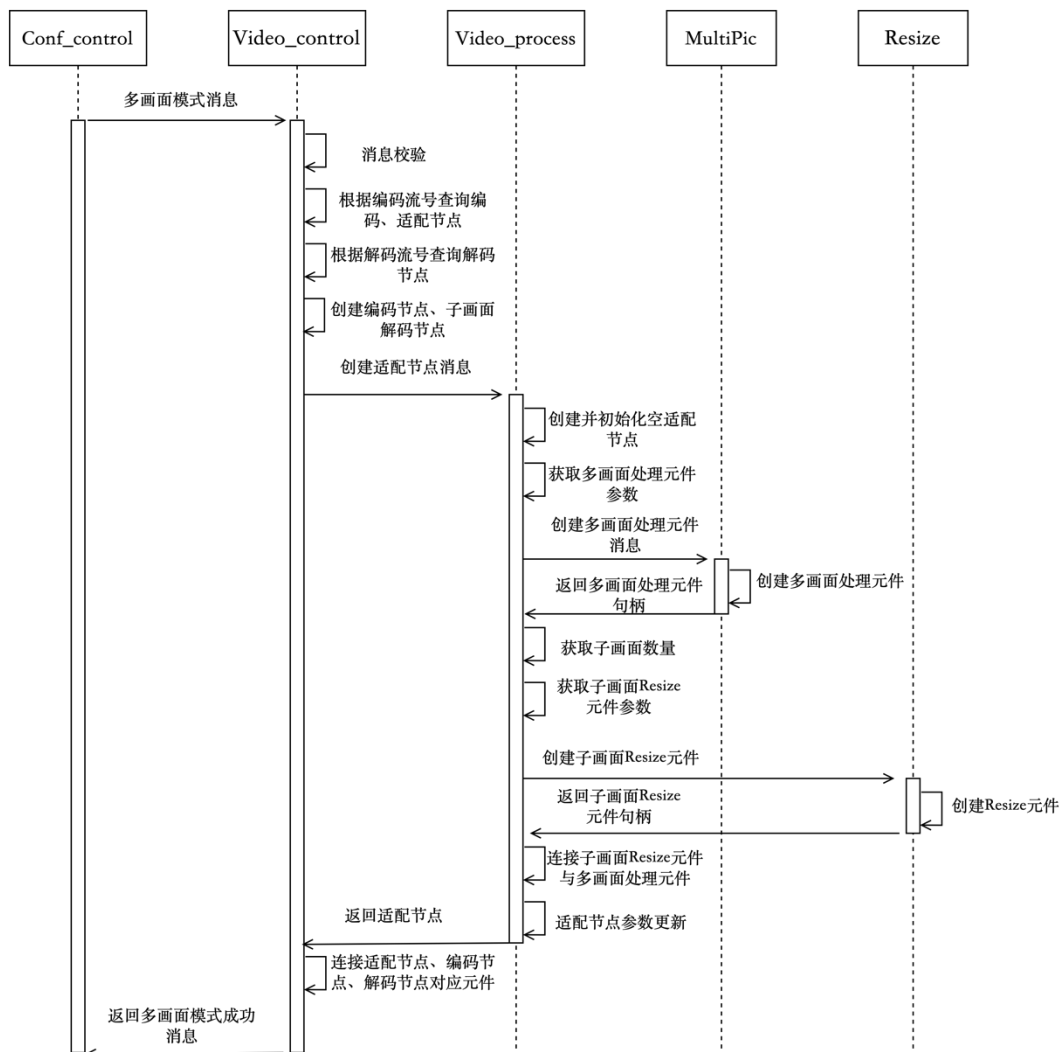 Conf_control
Video_control
Video_process
MultiPic
Resize
多画面模式消息
消息校验
根据编码流号查询编
码、适配节点
根据解码流号查询解码
节点
创建编码节点、子画面
解码节点
创建适配节点消息
创建并初始化空适配
节点
获取多画面处理元件
参数
创建多画面处理元件
消息
创建多画面处理元件
返回多画面处理元件
句柄
获取子画面数量
获取子画面Resize
元件参数
创建子画面Resize元件
创建Resize元件
返回子画面Resize
元件句柄
连接子画面Resize元件
与多画面处理元件
适配节点参数更新
返回适配节点
连接适配节点、编码节
点、解码节点对应元件
返回多画面模式成功
消息